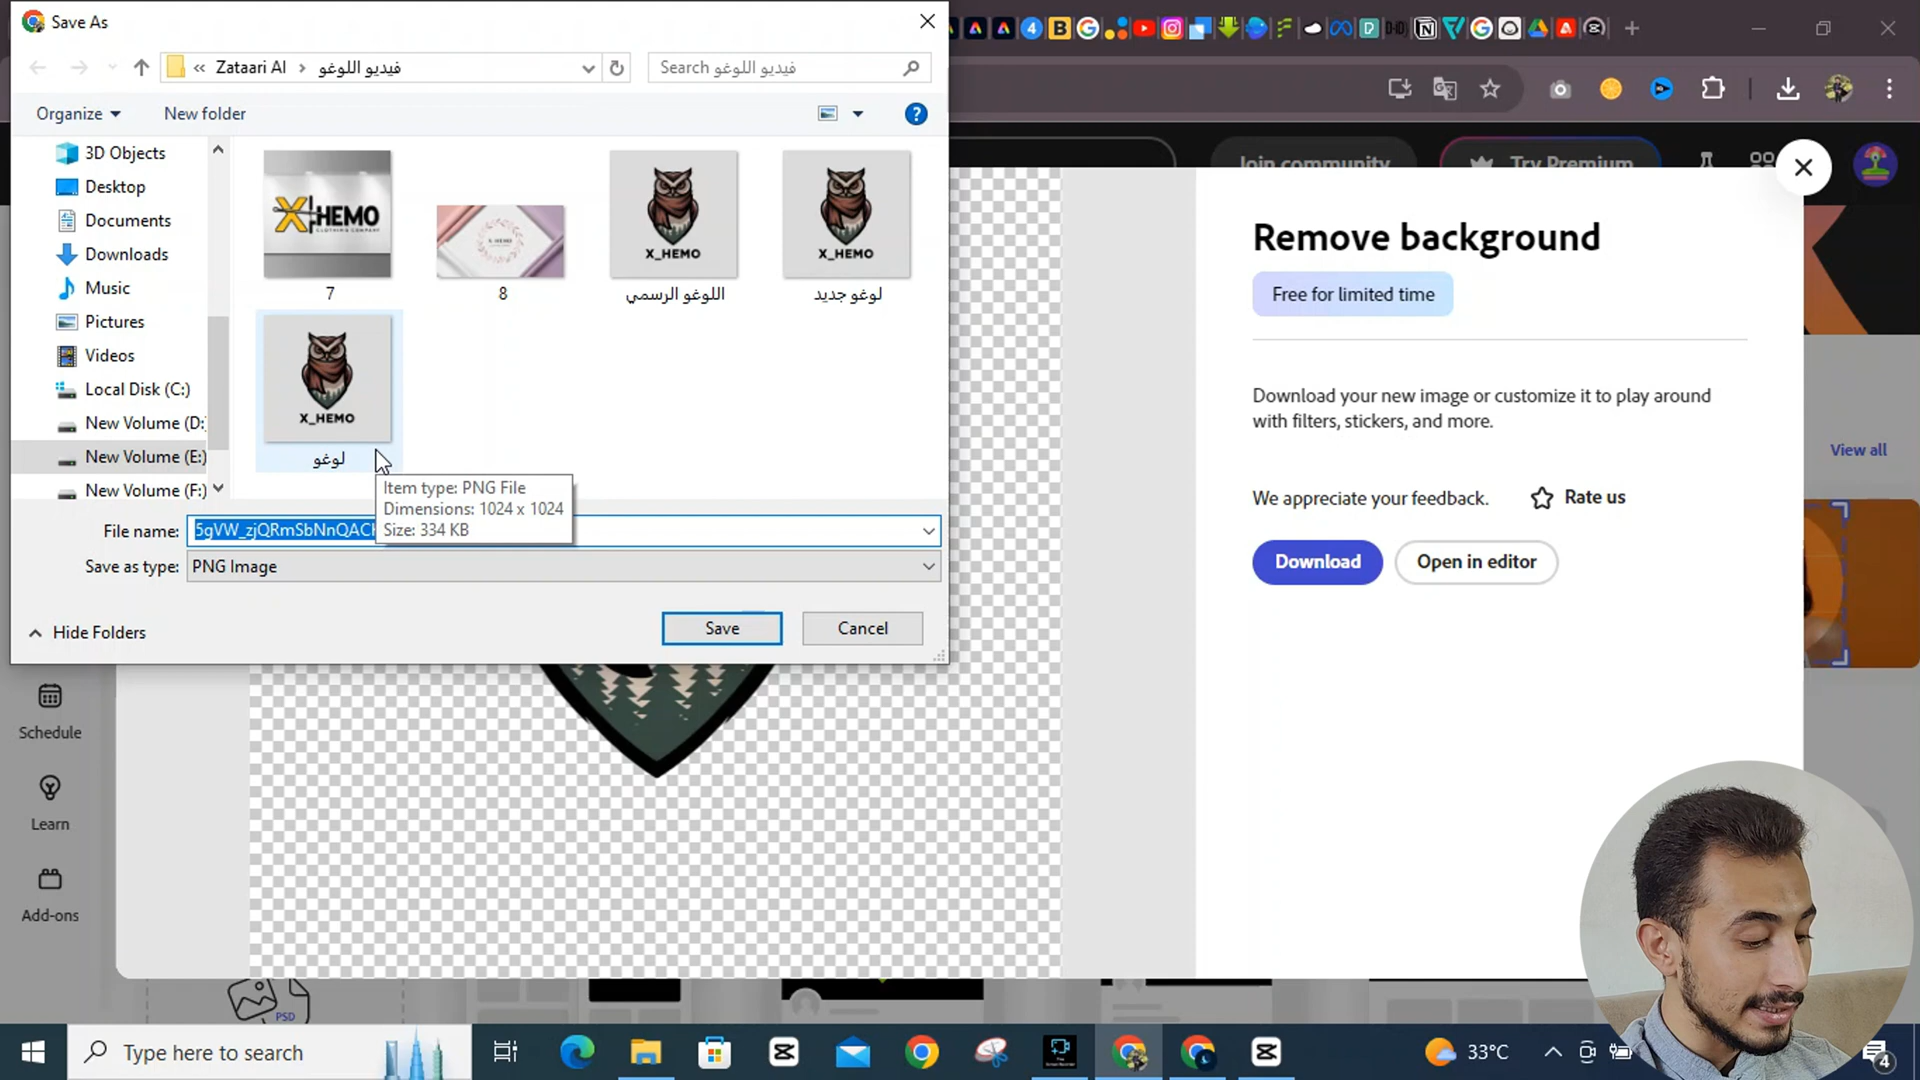 Save As
« Zataari AI › فيديو اللوغو
Search فيديو اللوغو
Organize
New folder
3D Objects
Desktop
Documents
Downloads
Music
Pictures
Videos
Local Disk (C:)
New Volume (D:
New Volume (E:)
New Volume (F:)
X HEMO
CLOTHING COMPANY
7
X HEMO
8
X_HEMO
اللوغو الرسمي
X_HEMO
لوغو جديد
X_HEMO
لوغو
Item type: PNG File
Dimensions: 1024 x 1024
Size: 334 KB
File name:
Save as type: PNG Image
Hide Folders
Save
Cancel
Join community
Try Premium
Remove background
Free for limited time
Download your new image or customize it to play around
with filters, stickers, and more.
We appreciate your feedback.
Rate us
Download
Open in editor
View all
Schedule
Learn
Add-ons
PSD
Type here to search
33°C
4